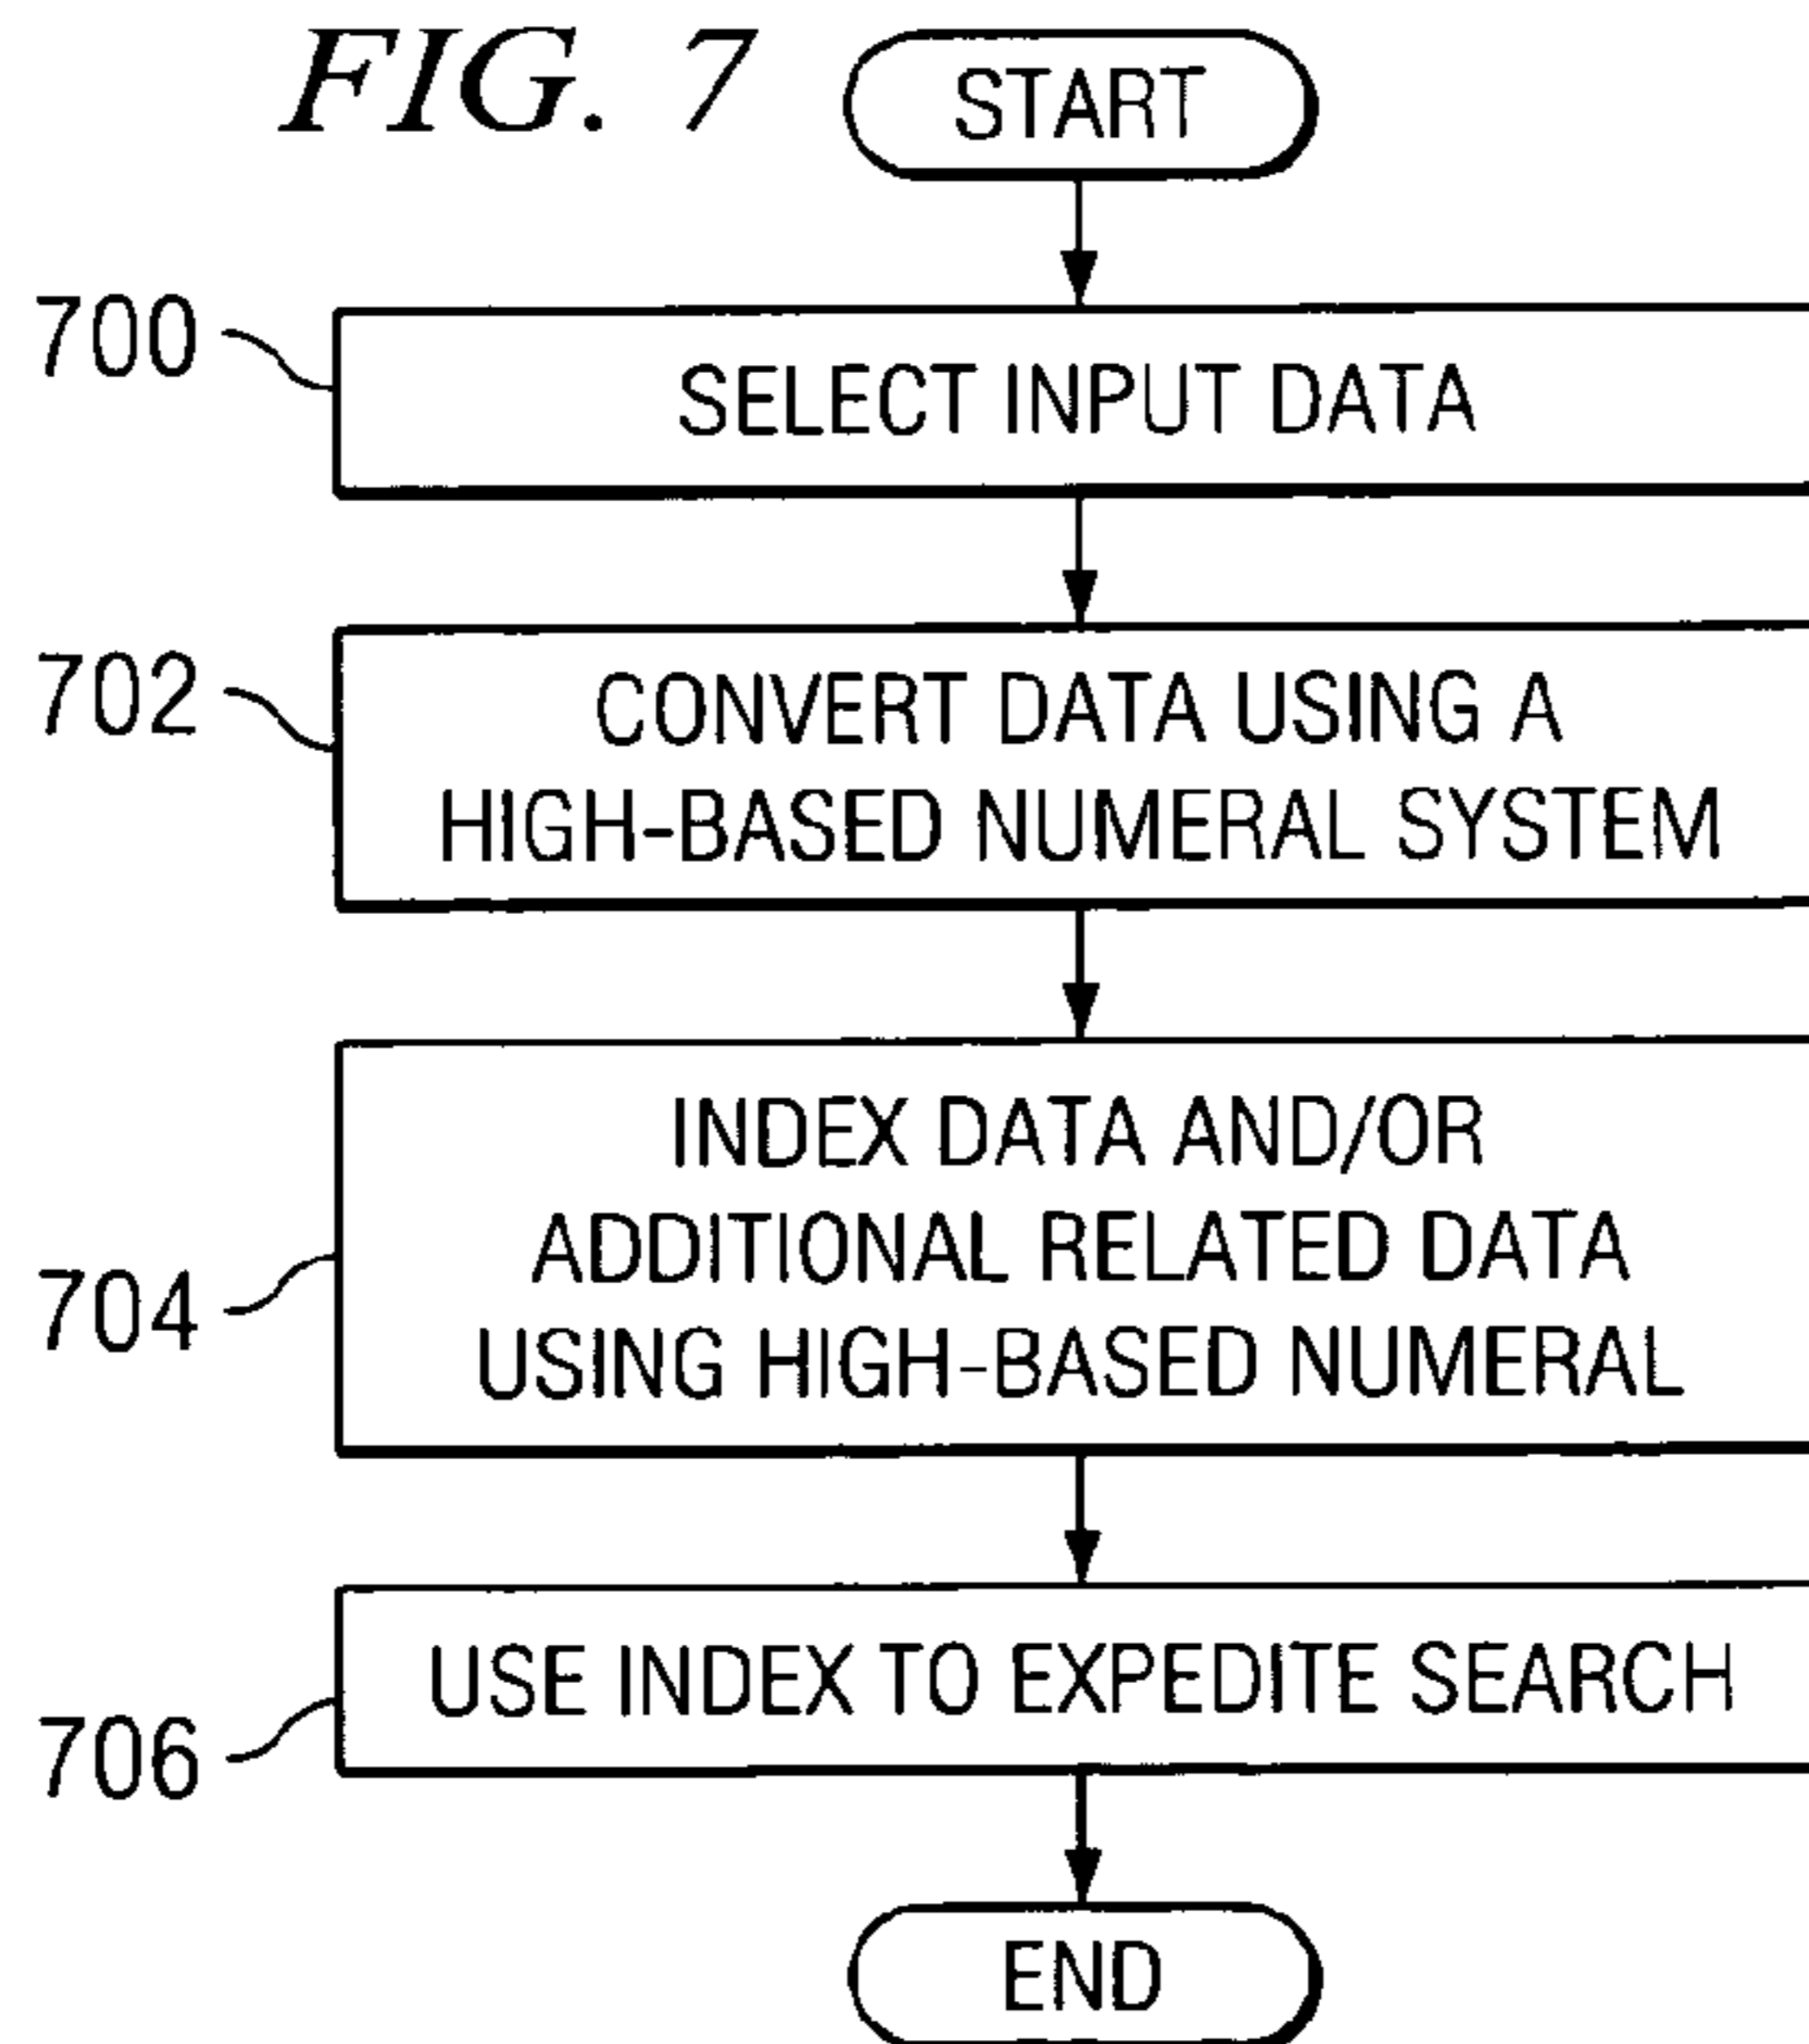 FIG. 7
START
700
SELECT INPUT DATA
702
CONVERT DATA USING A
HIGH-BASED NUMERAL SYSTEM
704
INDEX DATA AND/OR
ADDITIONAL RELATED DATA
USING HIGH-BASED NUMERAL
706
USE INDEX TO EXPEDITE SEARCH
END